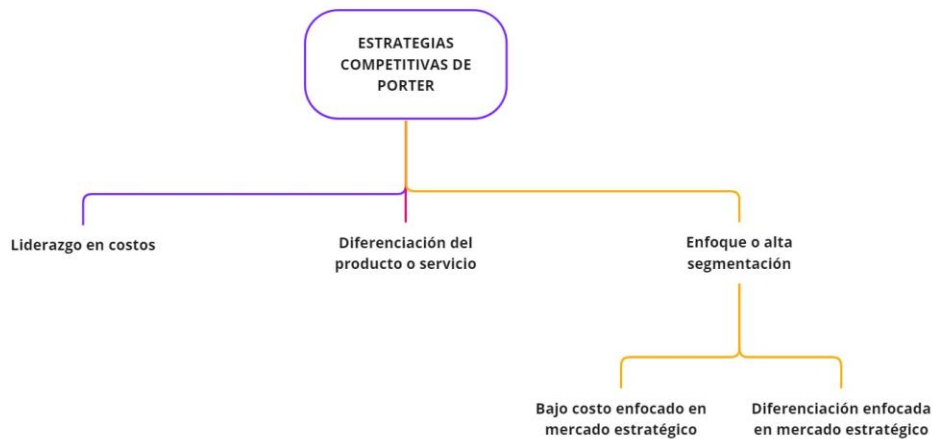 ESTRATEGIAS
COMPETITIVAS DE
PORTER
Liderazgo en costos
Diferenciación del
producto o servicio
Enfoque o alta
segmentación
Bajo costo enfocado en
mercado estratégico
Diferenciación enfocada
en mercado estratégico